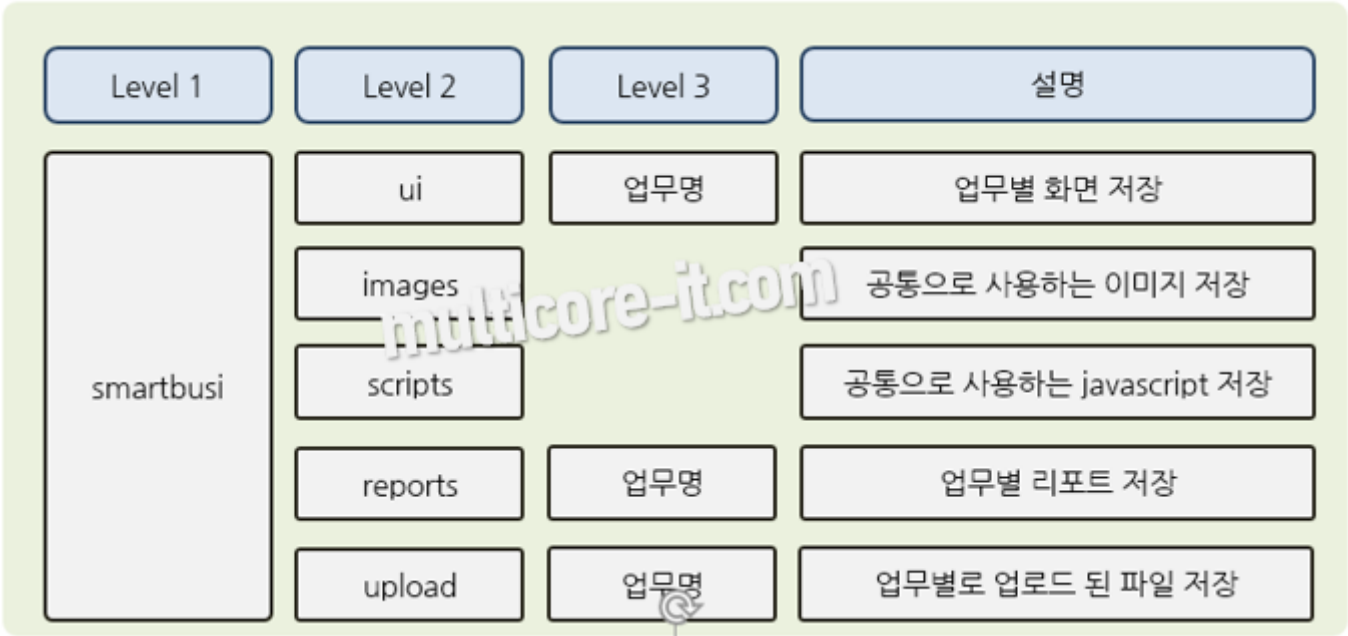 Level 1
Level 2
Level 3
설명
smartbusi
ui
업무명
업무별 화면 저장
images
공통으로 사용하는 이미지 저장
multicore-it.com
scripts
공통으로 사용하는 javascript 저장
reports
업무명
업무별 리포트 저장
upload
업무명
업무별로 업로드 된 파일 저장